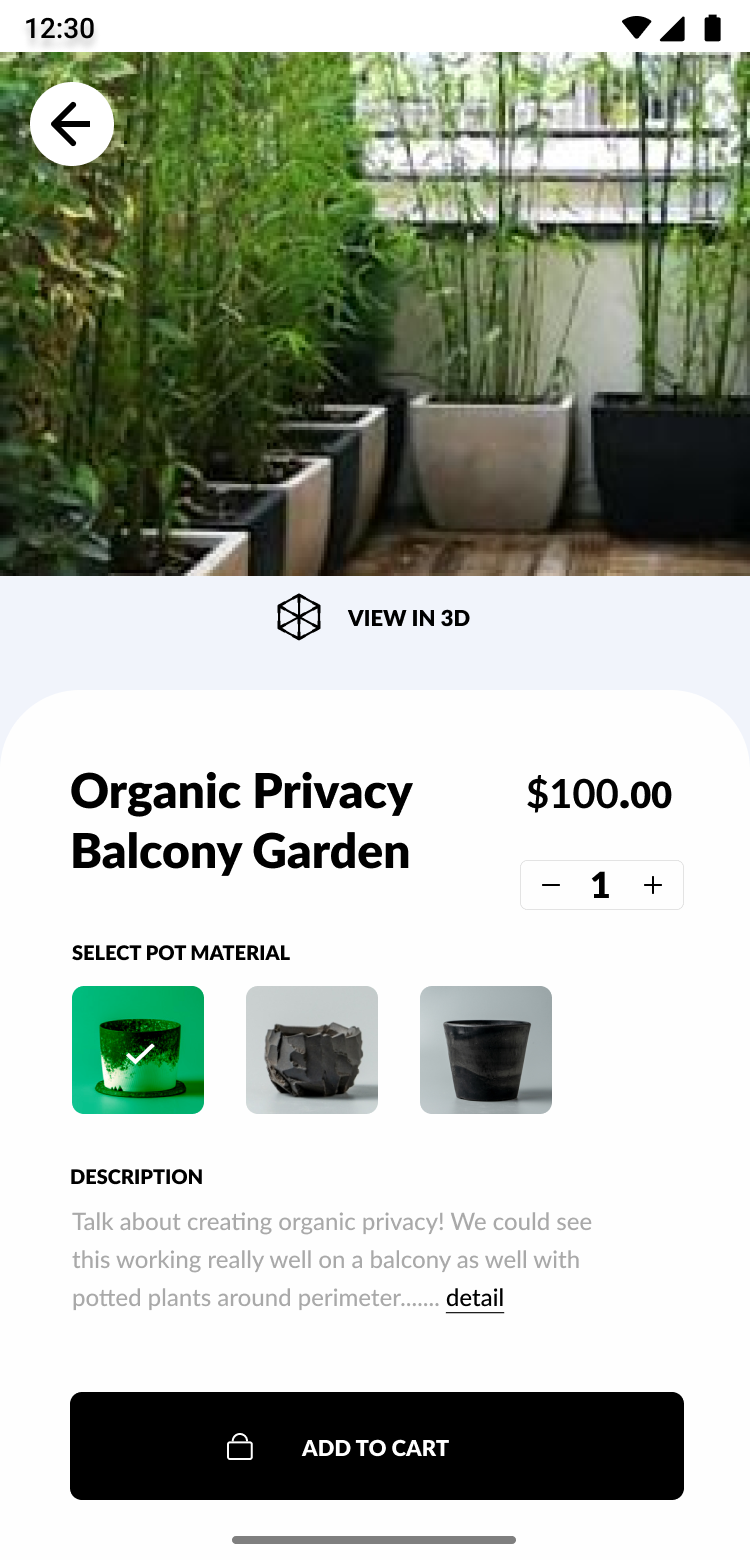 12:30
VIEW IN 3D
Organic Privacy
Balcony Garden
$100.00
1
SELECT POT MATERIAL
DESCRIPTION
Talk about creating organic privacy! We could see
this working really well on a balcony as well with
potted plants around perimeter....... detail
ADD TO CART